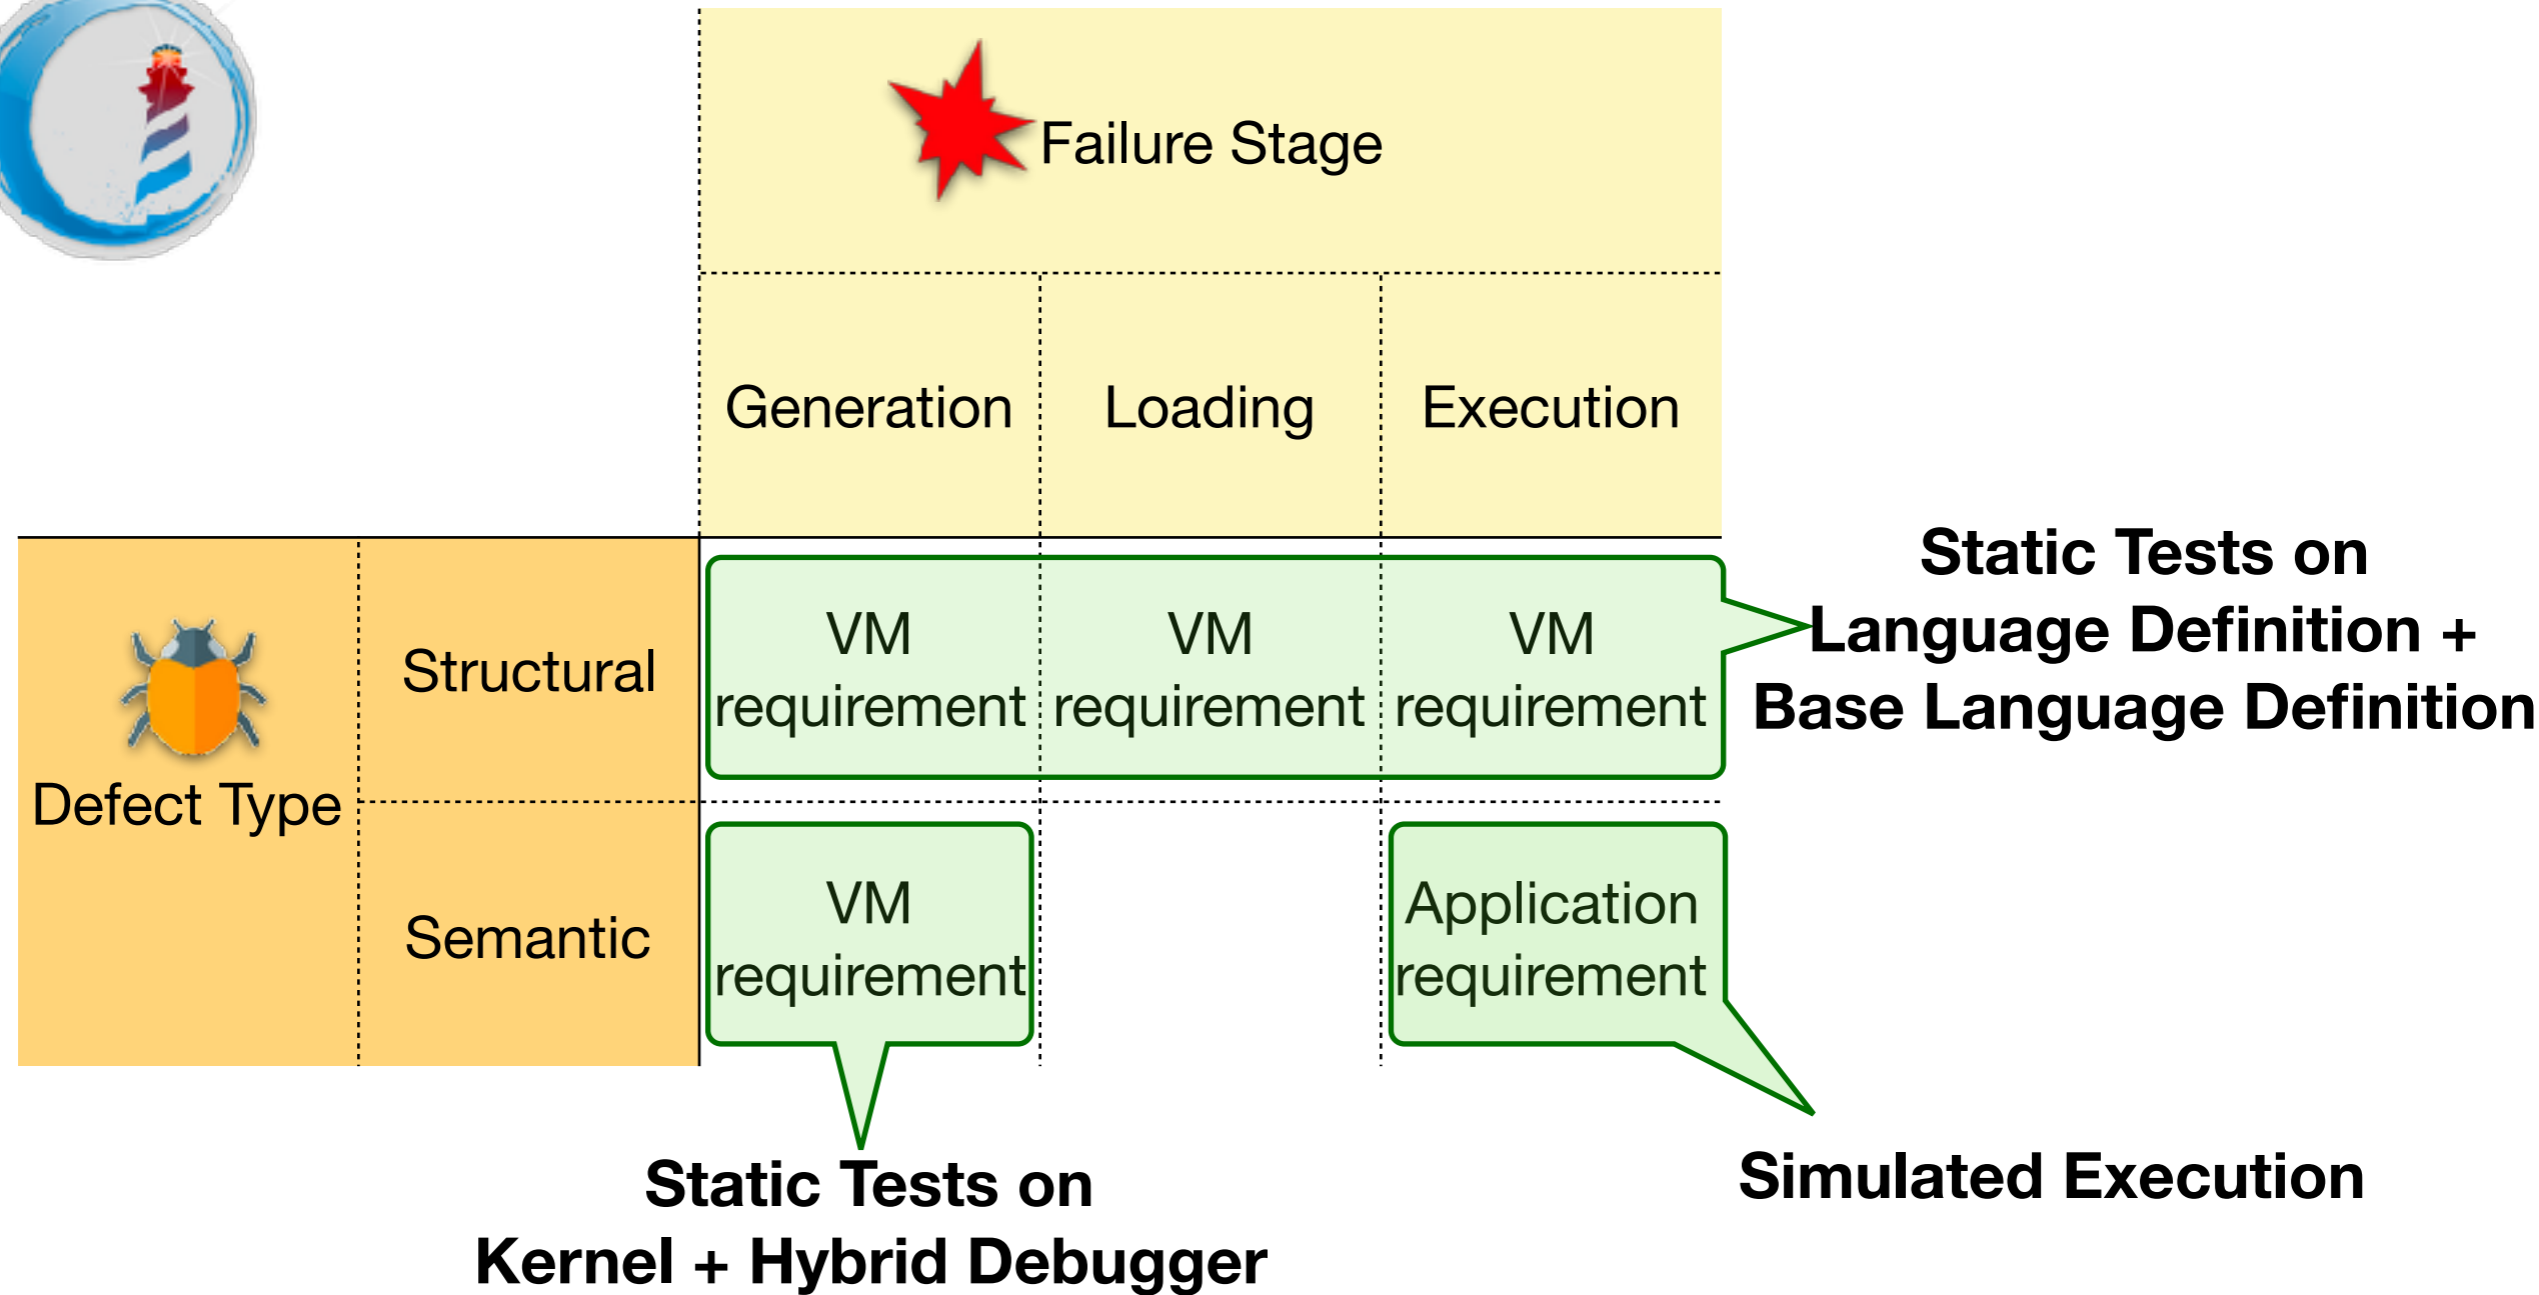 Failure Stage
Generation
Loading
Execution
Defect Type
Structural
VM
requirement
VM
requirement
VM
requirement
Static Tests on
Language Definition +
Base Language Definition
Semantic
VM
requirement
Application
requirement
Static Tests on
Kernel + Hybrid Debugger
Simulated Execution